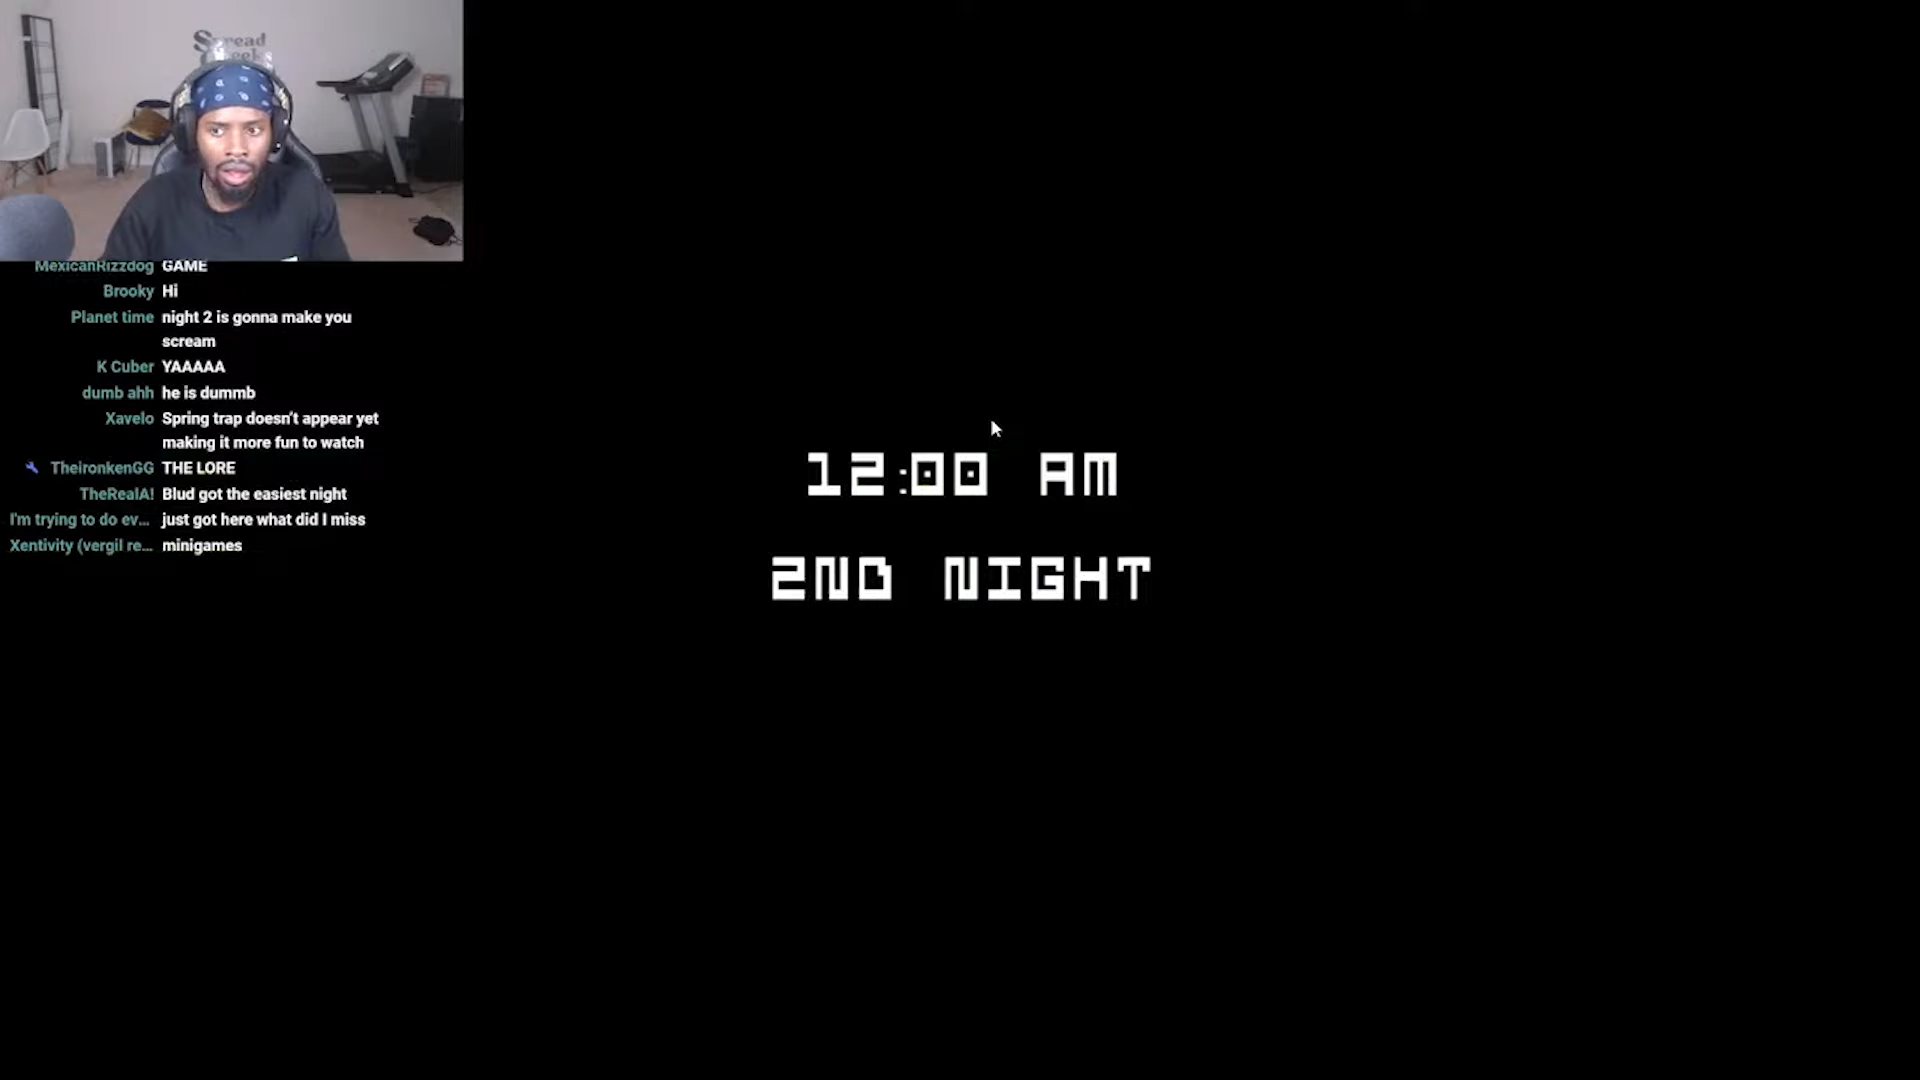 Spread
MexicanRizzdog GAME
Brooky Hi
Planet time night 2 is gonna make you
scream
K Cuber YAAAAA
dumb ahh he is dummb
Xavelo Spring trap doesn't appear yet
making it more fun to watch
TheironkenGG THE LORE
TheRealA! Blud got the easiest night
I'm trying to do ev... just got here what did I miss
Xentivity (vergil re... minigames
12:00 AM
2ND NIGHT